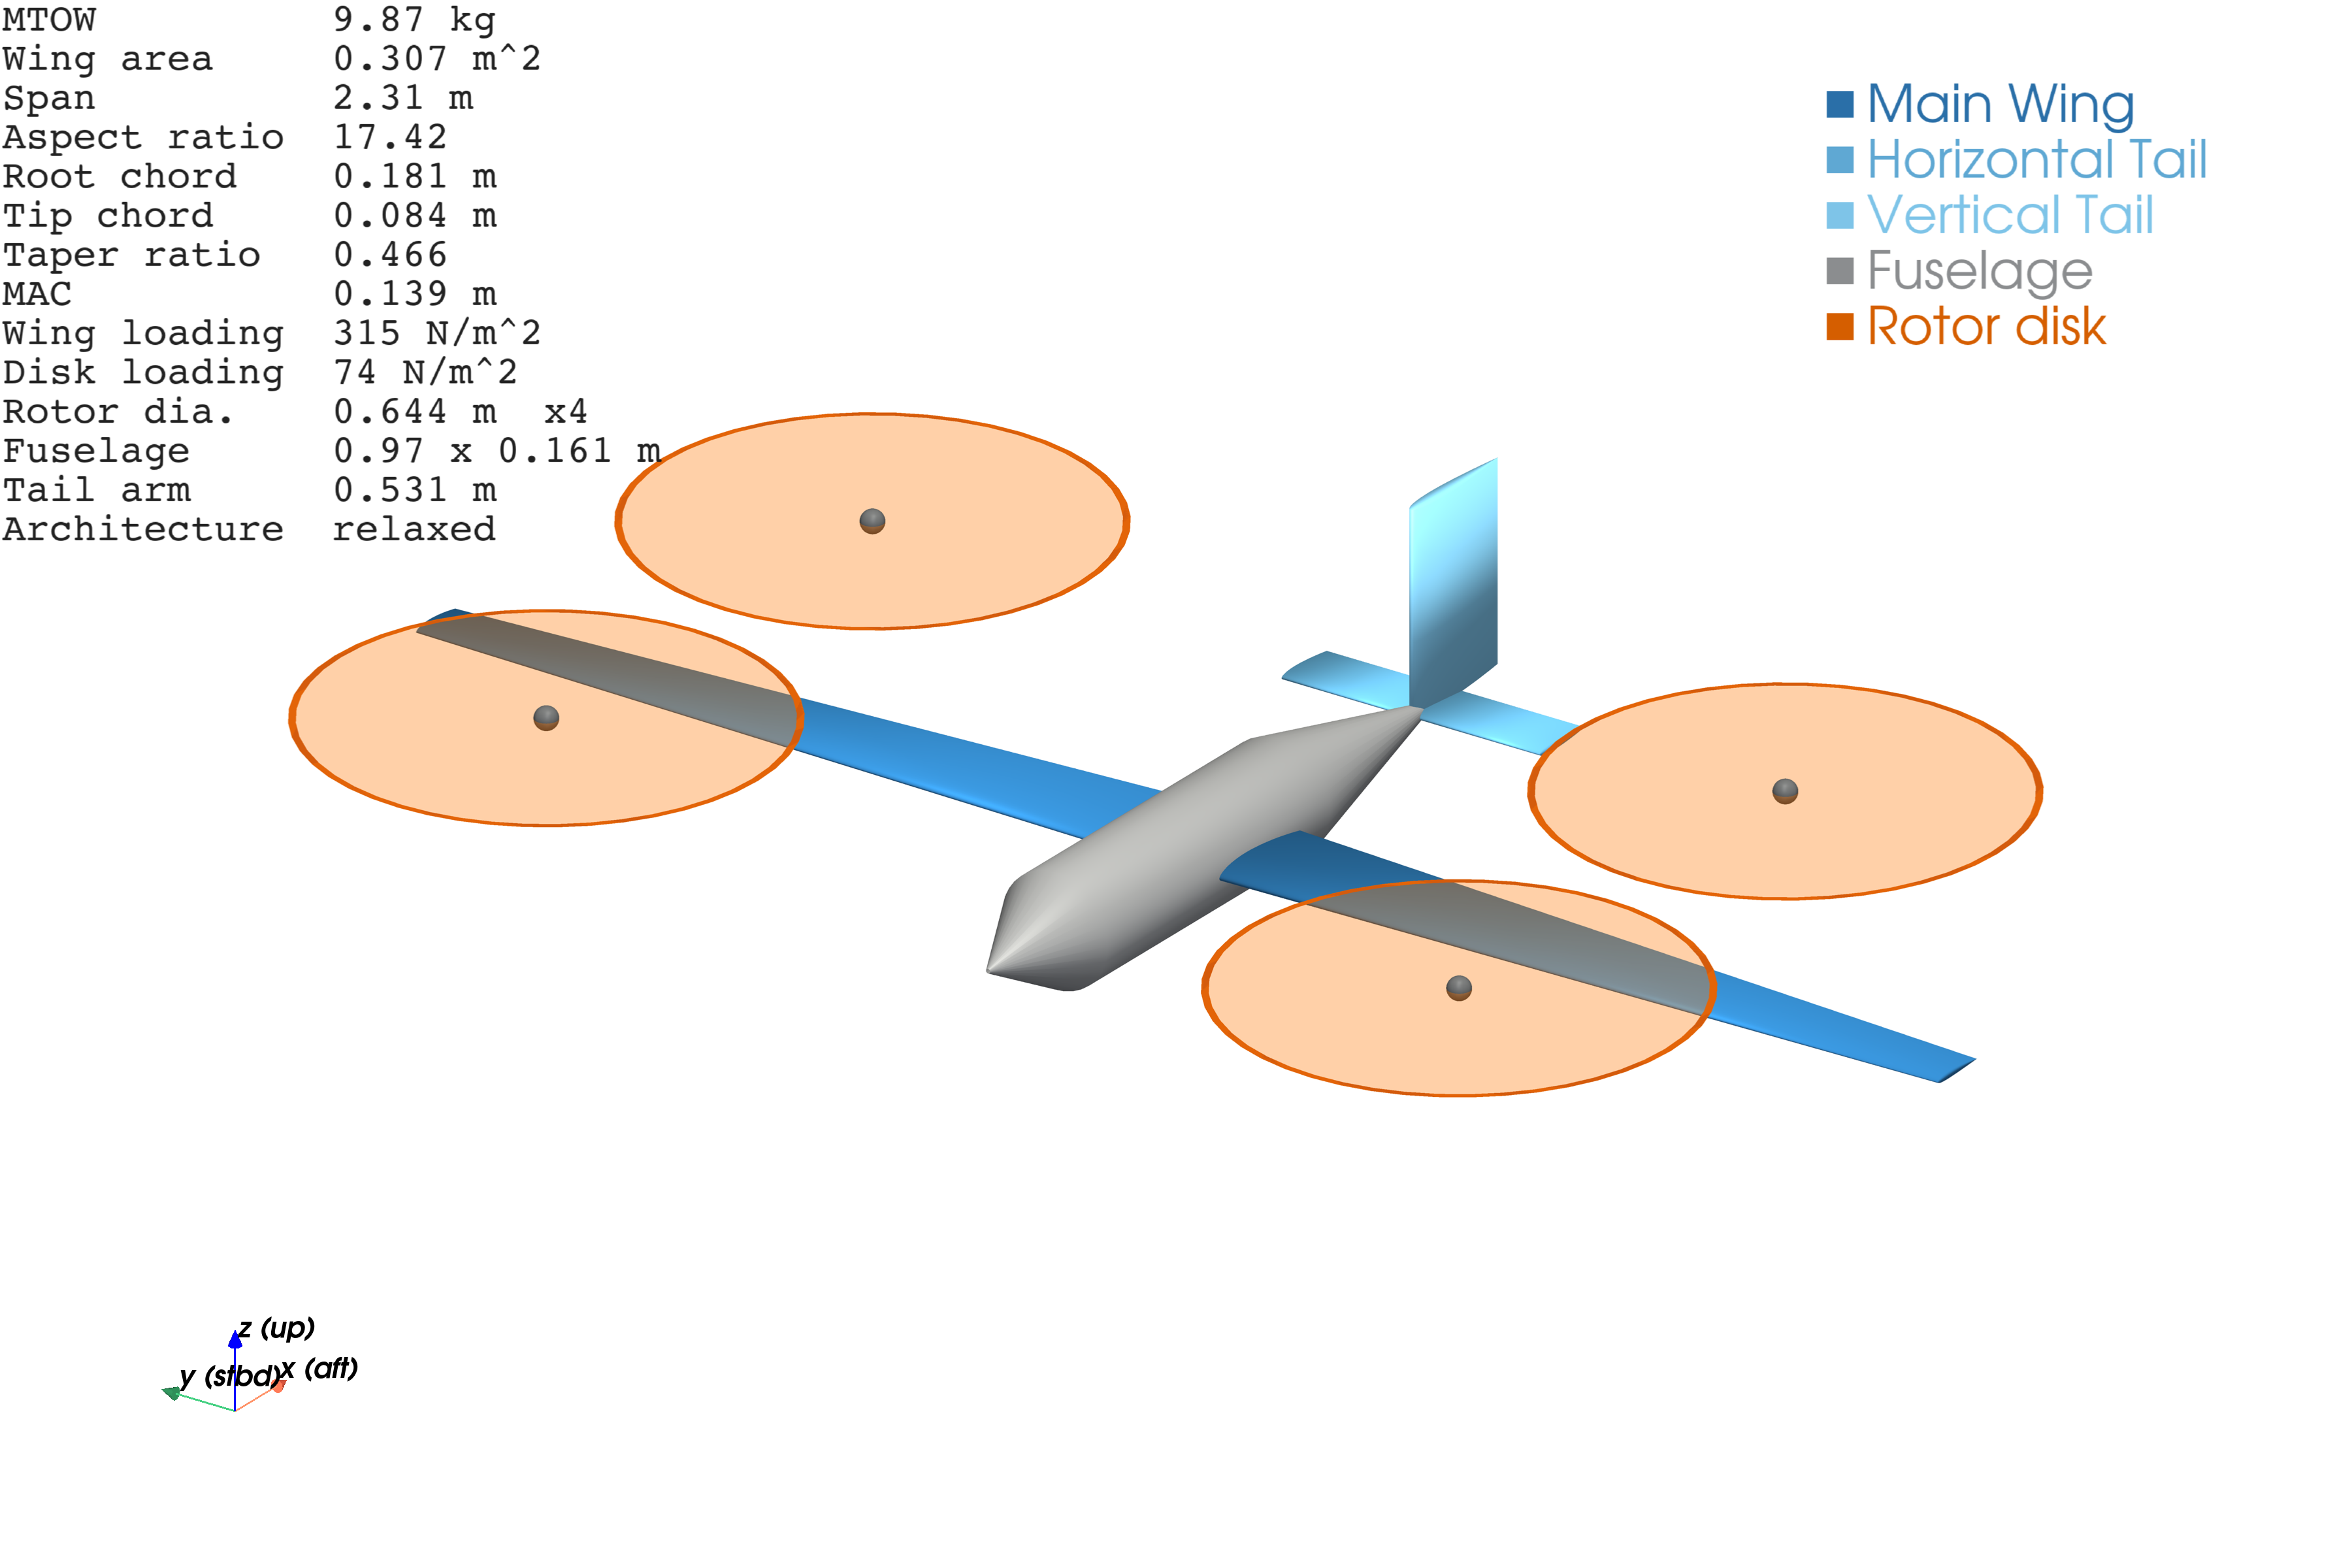 MTOW 9.87 kg
Wing area 0.307 m^2
Span 2.31 m
Aspect ratio 17.42
Root chord 0.181 m
Tip chord 0.084 m
Taper ratio 0.466
MAC 0.139 m
Wing loading 315 N/m^2
Disk loading 74 N/m^2
Rotor dia. 0.644 m x4
Fuselage 0.97 x 0.161 m
Tail arm 0.531 m
Architecture relaxed
Main Wing
Horizontal Tail
Vertical Tail
Fuselage
Rotor disk
z (up)
y (stbd)
x (aft)